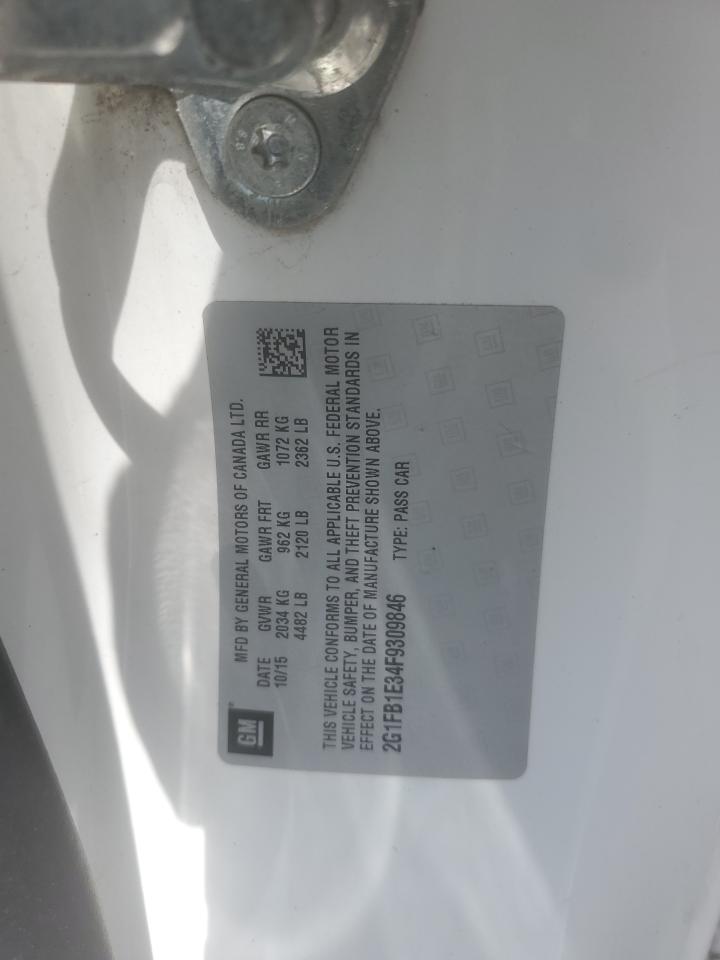 8.8
GM
MFD BY GENERAL MOTORS OF CANADA LTD.
DATE GVWR GAWR FRT GAWR RR
10/15 2034 KG 962 KG 1072 KG
4482 LB 2120 LB 2362 LB
THIS VEHICLE CONFORMS TO ALL APPLICABLE U.S. FEDERAL MOTOR
VEHICLE SAFETY, BUMPER, AND THEFT PREVENTION STANDARDS IN
EFFECT ON THE DATE OF MANUFACTURE SHOWN ABOVE.
2G1FB1E34F9309846 TYPE: PASS CAR